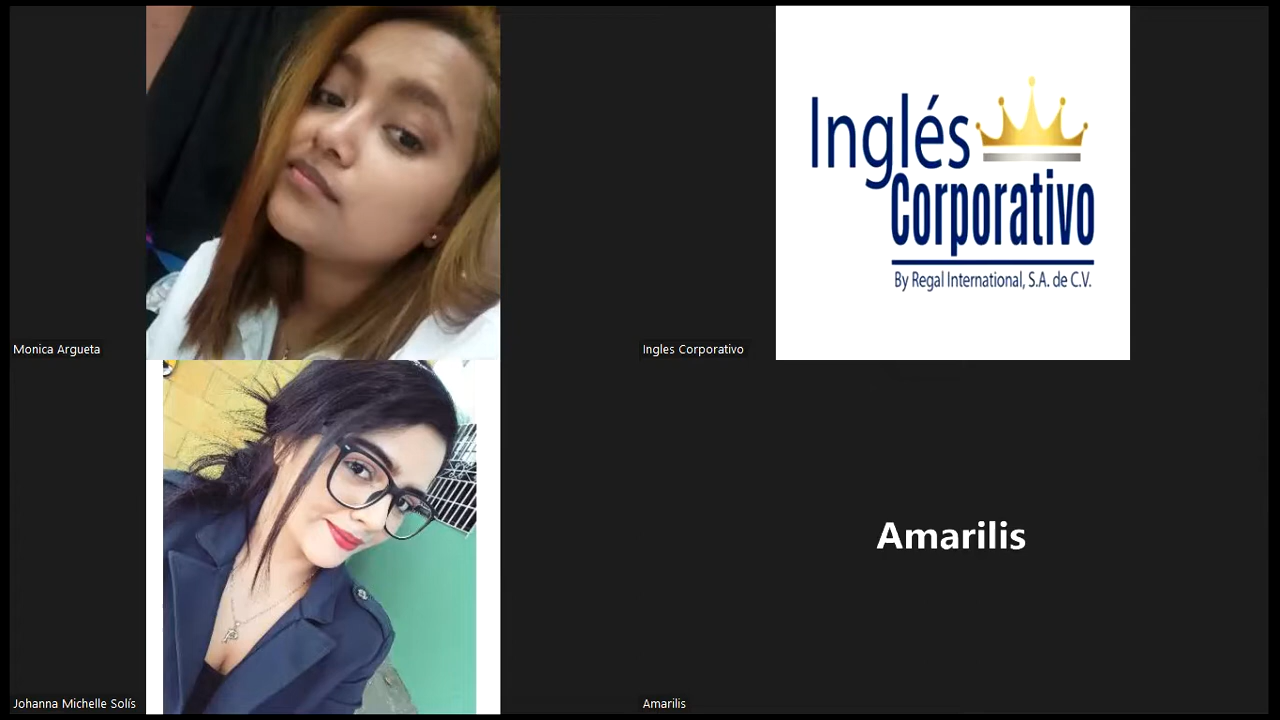 Inglés
Corporativo
By Regal International, S.A. de C.V.
Monica Argueta
Ingles Corporativo
Amarilis
Johanna Michelle Solís
Amarilis